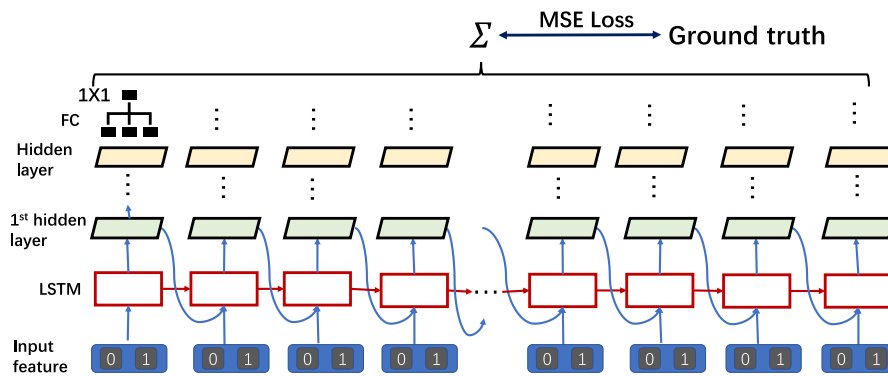 MSE Loss
Σ Ground truth
1X1
FC
Hidden
layer
1st hidden
layer
LSTM
Input
feature
0 1 0 1 0 1 0 1 0 1 0 1 0 1 0 1